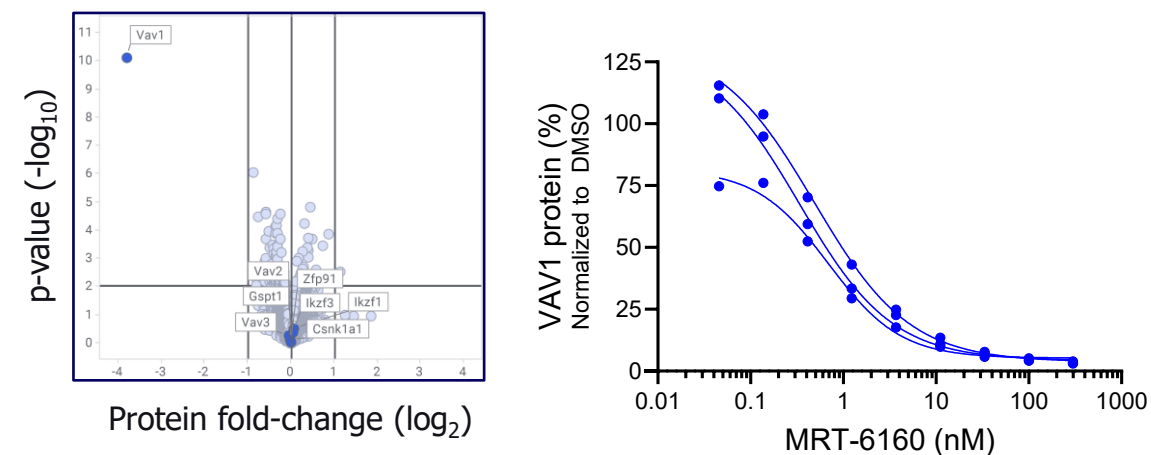 p-value (-log10)
11
10
9
8
7
6
5
4
3
2
1
0
Vav1
Vav2
Zfp91
Gspt1
Ikzf3
Ikzf1
Vav3
Csnk1a1
-4 -3 -2 -1 0 1 2 3 4
Protein fold-change (log2)
VAV1 protein (%)
Normalized to DMSO
125
100
75
50
25
0
0.01 0.1 1 10 100 1000
MRT-6160 (nM)